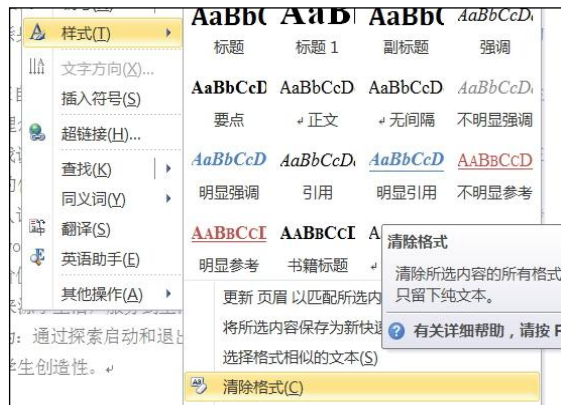 样式(T)
文字方向(X)...
插入符号(S)
超链接(H)...
查找(K)
同义词(Y)
翻译(S)
英语助手(E)
其他操作(A)
AaBbC AaB AaBb( AaBbCcD
标题 标题 1 副标题 强调
AaBbCcD AaBbCcD AaBbCcD AaBbCcD
要点 正文 无间隔 不明显强调
AaBbCcD AaBbCcD AaBbCcD AABBCCD
明显强调 引用 明显引用 不明显参考
AABBCCI AABBCCI
明显参考 书籍标题
更新 页眉 以匹配所选内
将所选内容保存为新快
选择格式相似的文本(S)
清除格式(C)
清除格式
清除所选内容的所有格式
只留下纯文本。
有关详细帮助，请按 F
：通过探索启动和退
学生创造性。